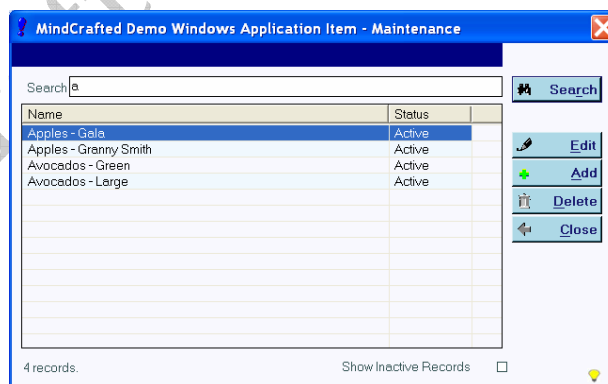 MindCrafted Demo Windows Application Item - Maintenance
Search a
Search
Name Status
Apples - Gala Active
Apples - Granny Smith Active
Avocados - Green Active
Avocados - Large Active
Edit
Add
Delete
Close
4 records.
Show Inactive Records